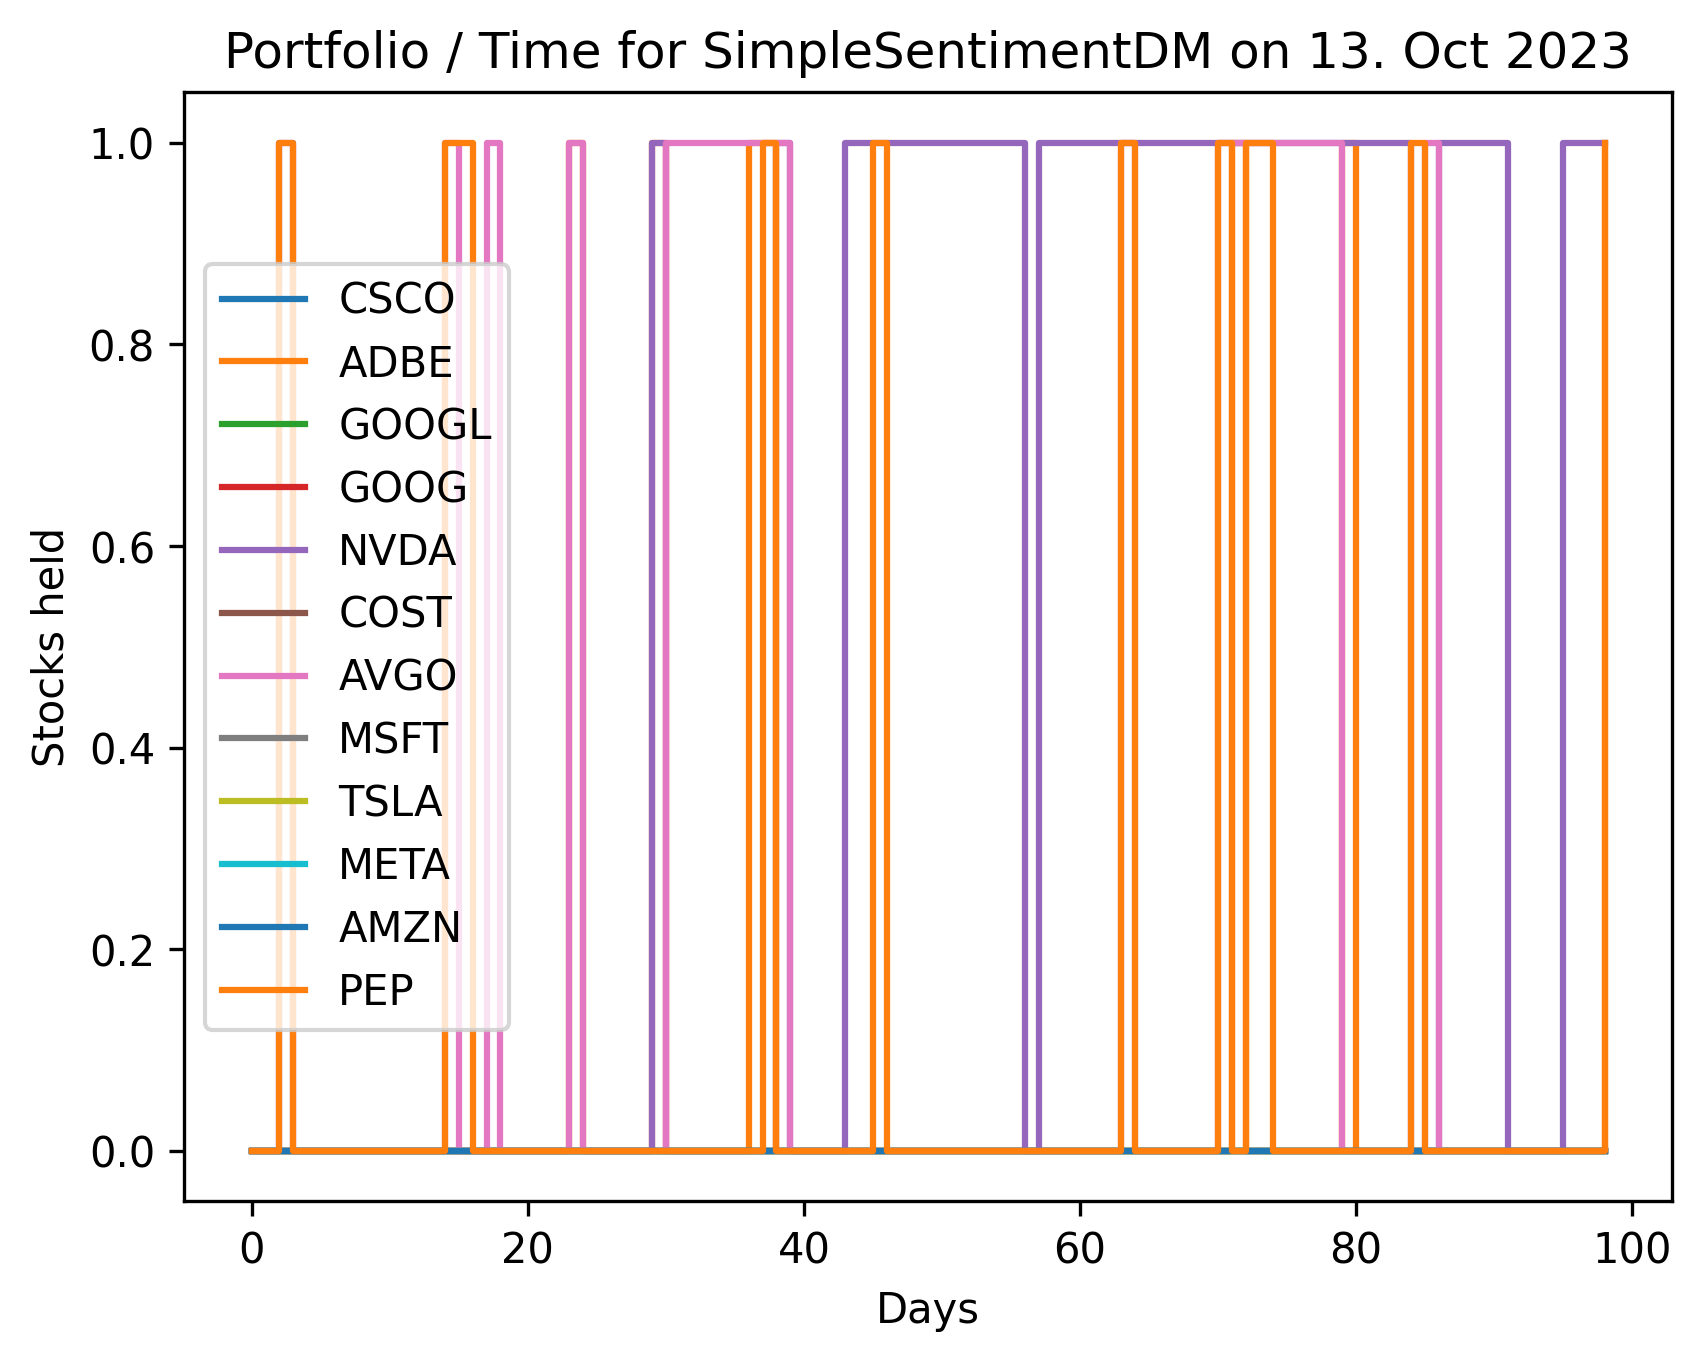 Portfolio / Time for SimpleSentimentDM on 13. Oct 2023
1.0
0.8
0.6
0.4
0.2
0.0
Stocks held
CSCO
ADBE
GOOGL
GOOG
NVDA
COST
AVGO
MSFT
TSLA
META
AMZN
PEP
0 20 40 60 80 100
Days